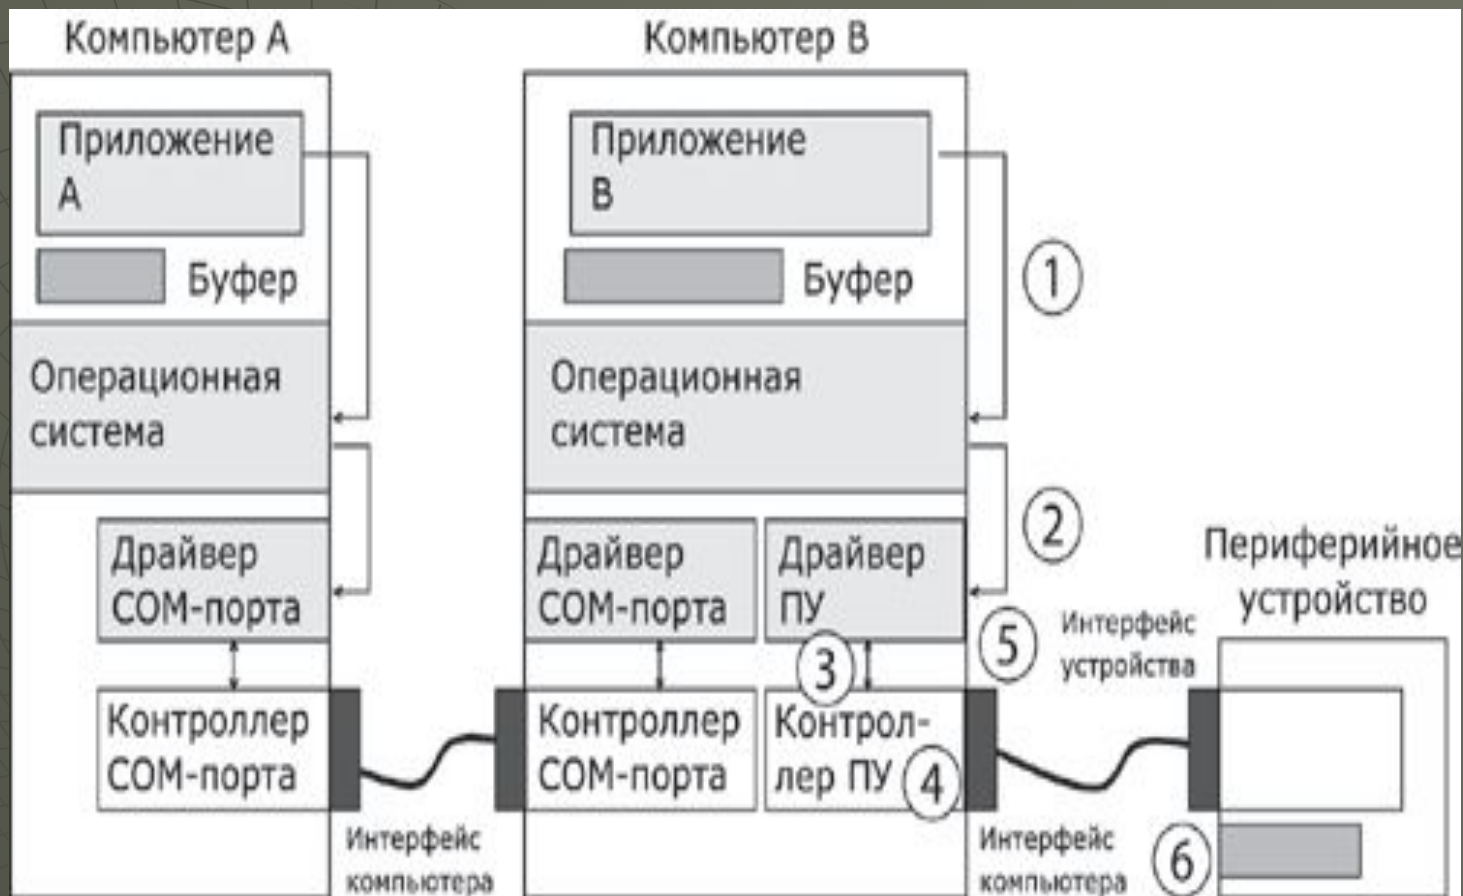 Компьютер А
Компьютер В
Приложение
А
Буфер
Операционная
система
Драйвер
СОМ-порта
Контроллер
СОМ-порта
Интерфейс
компьютера
Приложение
В
Буфер
1
Операционная
система
2
Драйвер
СОМ-порта
Драйвер
ПУ
3
5
Контроллер
СОМ-порта
Контрол-
лер ПУ
4
Интерфейс
компьютера
Интерфейс
устройства
Периферийное
устройство
6